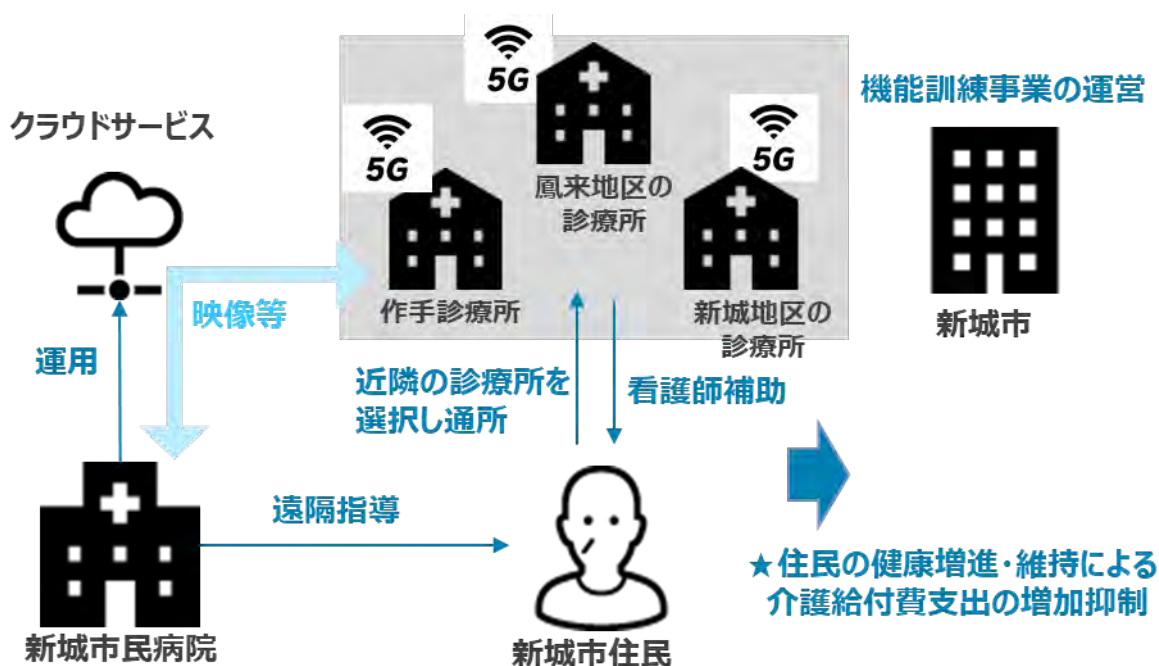 5G
機能訓練事業の運営
クラウドサービス
5G
5G
鳳来地区の
診療所
作手診療所
新城地区の
診療所
新城市
映像等
運用
近隣の診療所を
選択し通所
看護師補助
遠隔指導
★住民の健康増進・維持による
介護給付費支出の増加抑制
新城市民病院
新城市住民